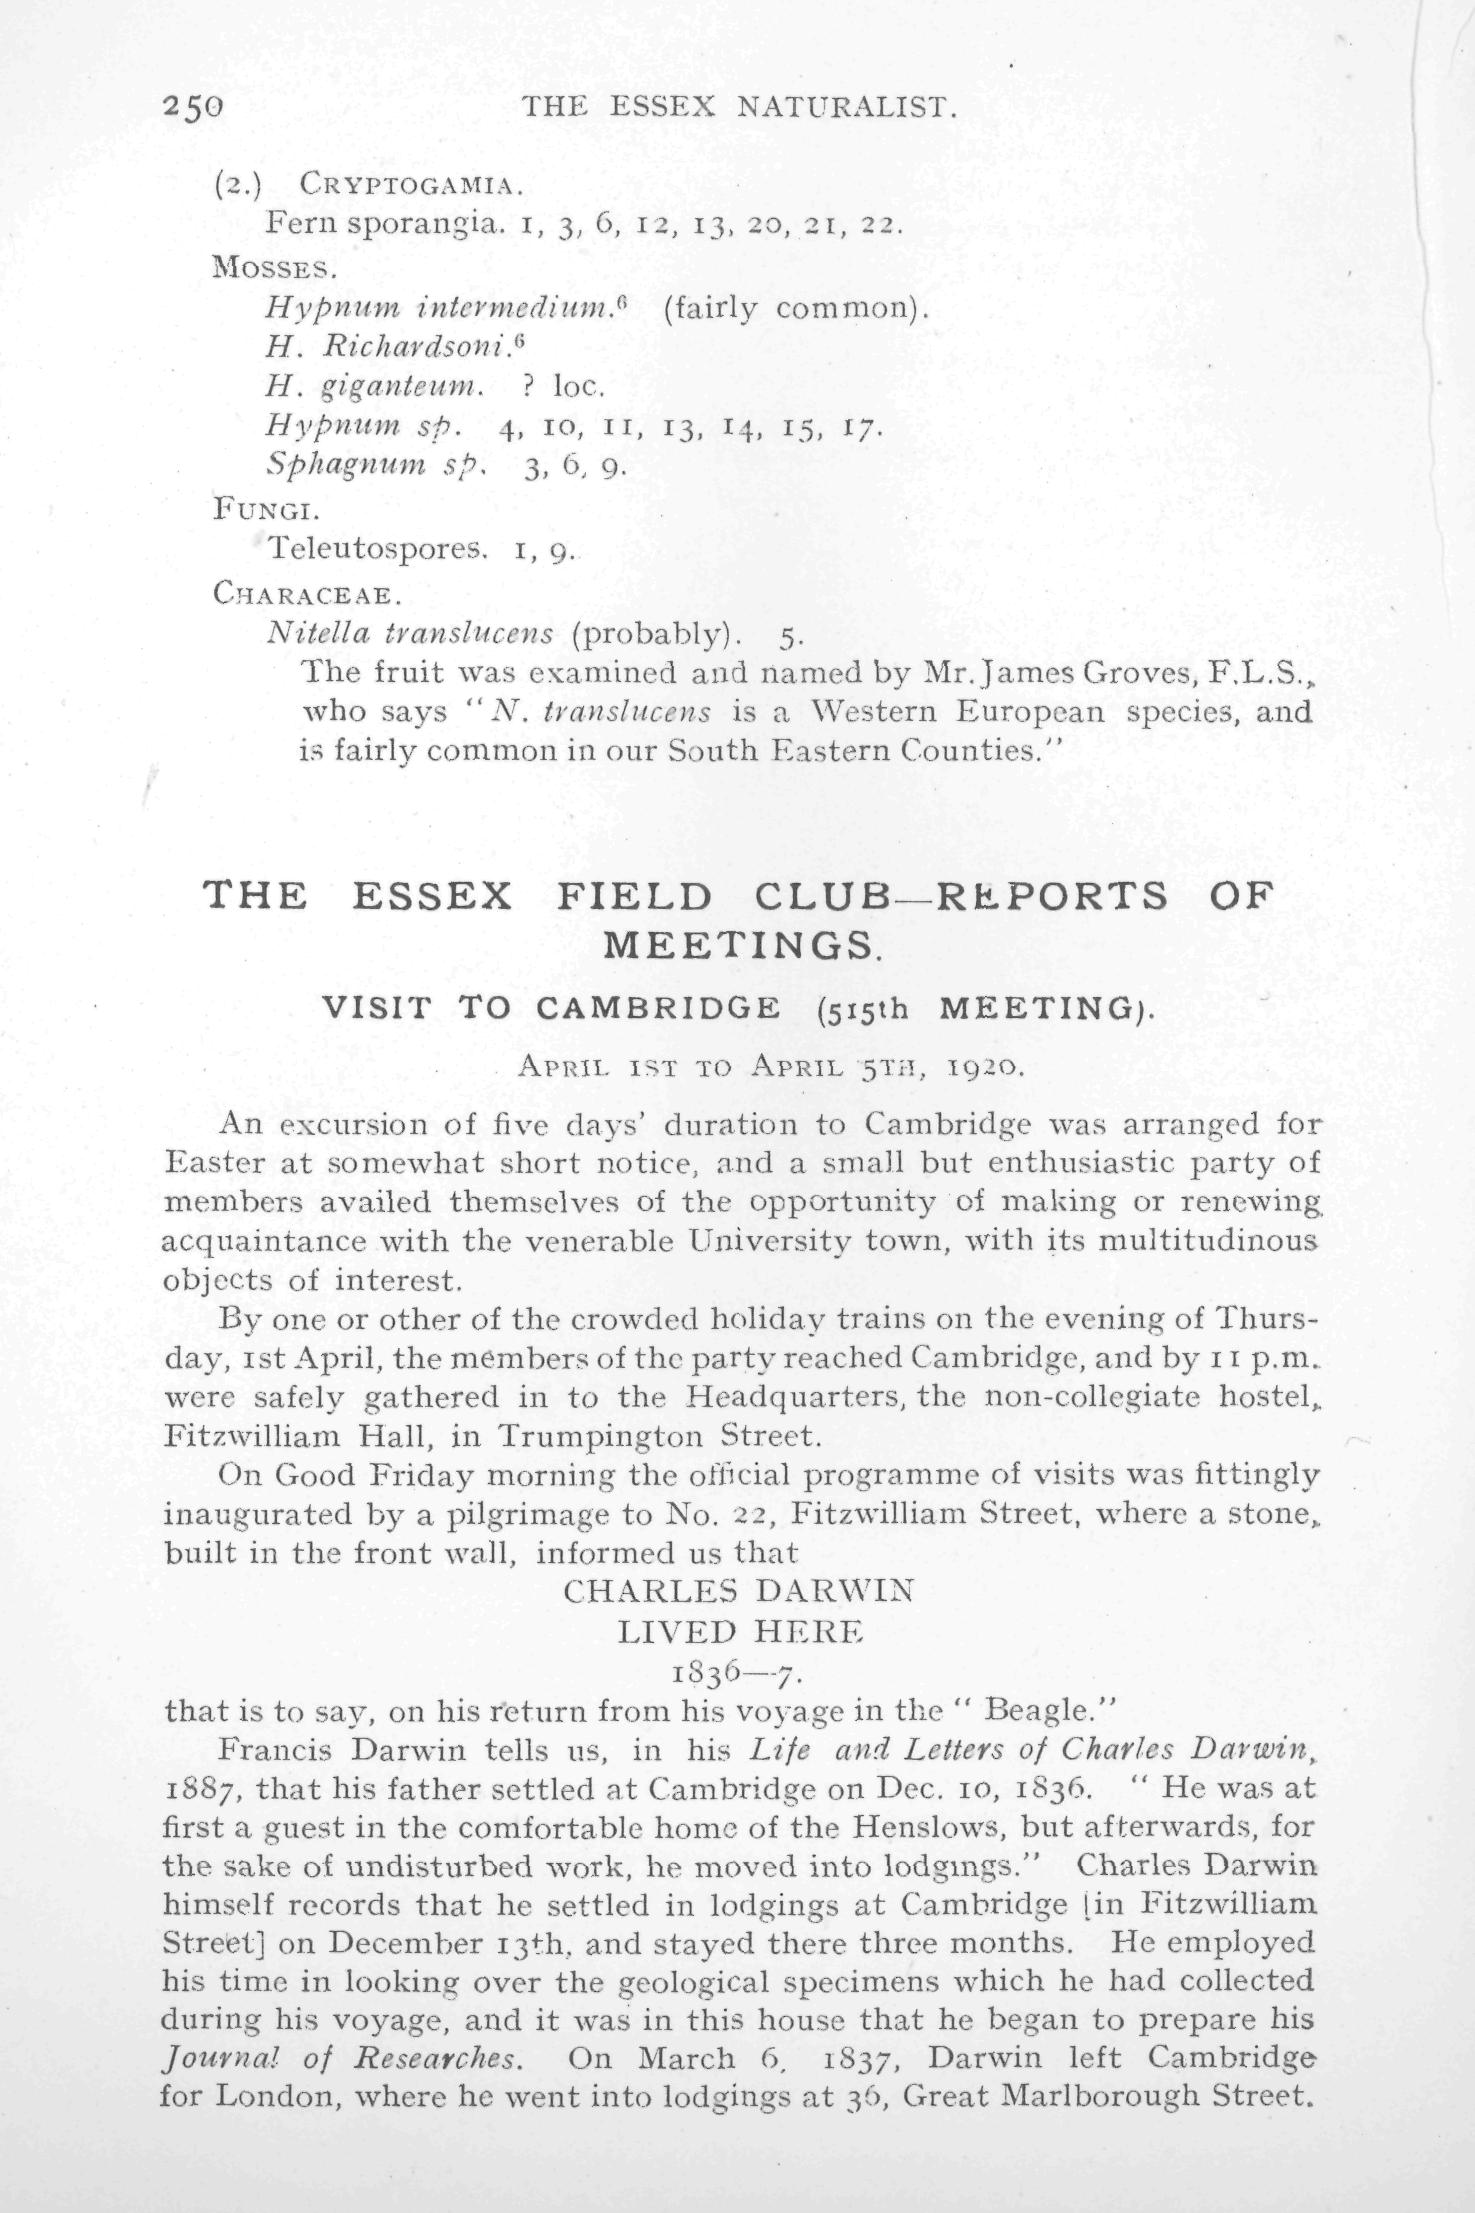 250 THE ESSEX NATURALIST.
(2.) CRYPTOGAMIA.
Fern sporangia. 1, 3, 6, 12, 13, 20, 21, 22.
MOSSES.
Hypnum intermedium.⁶ (fairly common).
H. Richardsoni.⁶
H. giganteum. ? loc.
Hypnum sp. 4, 10, 11, 13, 14, 15, 17.
Sphagnum sp. 3, 6, 9.
FUNGI.
Teleutospores. 1, 9.
CHARACEAE.
Nitella translucens (probably). 5.
The fruit was examined and named by Mr. James Groves, F.L.S.,
who says "N. translucens is a Western European species, and
is fairly common in our South Eastern Counties."
THE ESSEX FIELD CLUB—REPORTS OF
MEETINGS.
VISIT TO CAMBRIDGE (515th MEETING).
APRIL 1ST TO APRIL 5TH, 1920.
An excursion of five days' duration to Cambridge was arranged for
Easter at somewhat short notice, and a small but enthusiastic party of
members availed themselves of the opportunity of making or renewing
acquaintance with the venerable University town, with its multitudinous
objects of interest.
By one or other of the crowded holiday trains on the evening of Thurs-
day, 1st April, the members of the party reached Cambridge, and by 11 p.m.
were safely gathered in to the Headquarters, the non-collegiate hostel,
Fitzwilliam Hall, in Trumpington Street.
On Good Friday morning the official programme of visits was fittingly
inaugurated by a pilgrimage to No. 22, Fitzwilliam Street, where a stone,
built in the front wall, informed us that
CHARLES DARWIN
LIVED HERE
1836—7.
that is to say, on his return from his voyage in the "Beagle."
Francis Darwin tells us, in his Life and Letters of Charles Darwin,
1887, that his father settled at Cambridge on Dec. 10, 1836. "He was at
first a guest in the comfortable home of the Henslows, but afterwards, for
the sake of undisturbed work, he moved into lodgings." Charles Darwin
himself records that he settled in lodgings at Cambridge [in Fitzwilliam
Street] on December 13th, and stayed there three months. He employed
his time in looking over the geological specimens which he had collected
during his voyage, and it was in this house that he began to prepare his
Journal of Researches. On March 6, 1837, Darwin left Cambridge
for London, where he went into lodgings at 36, Great Marlborough Street.